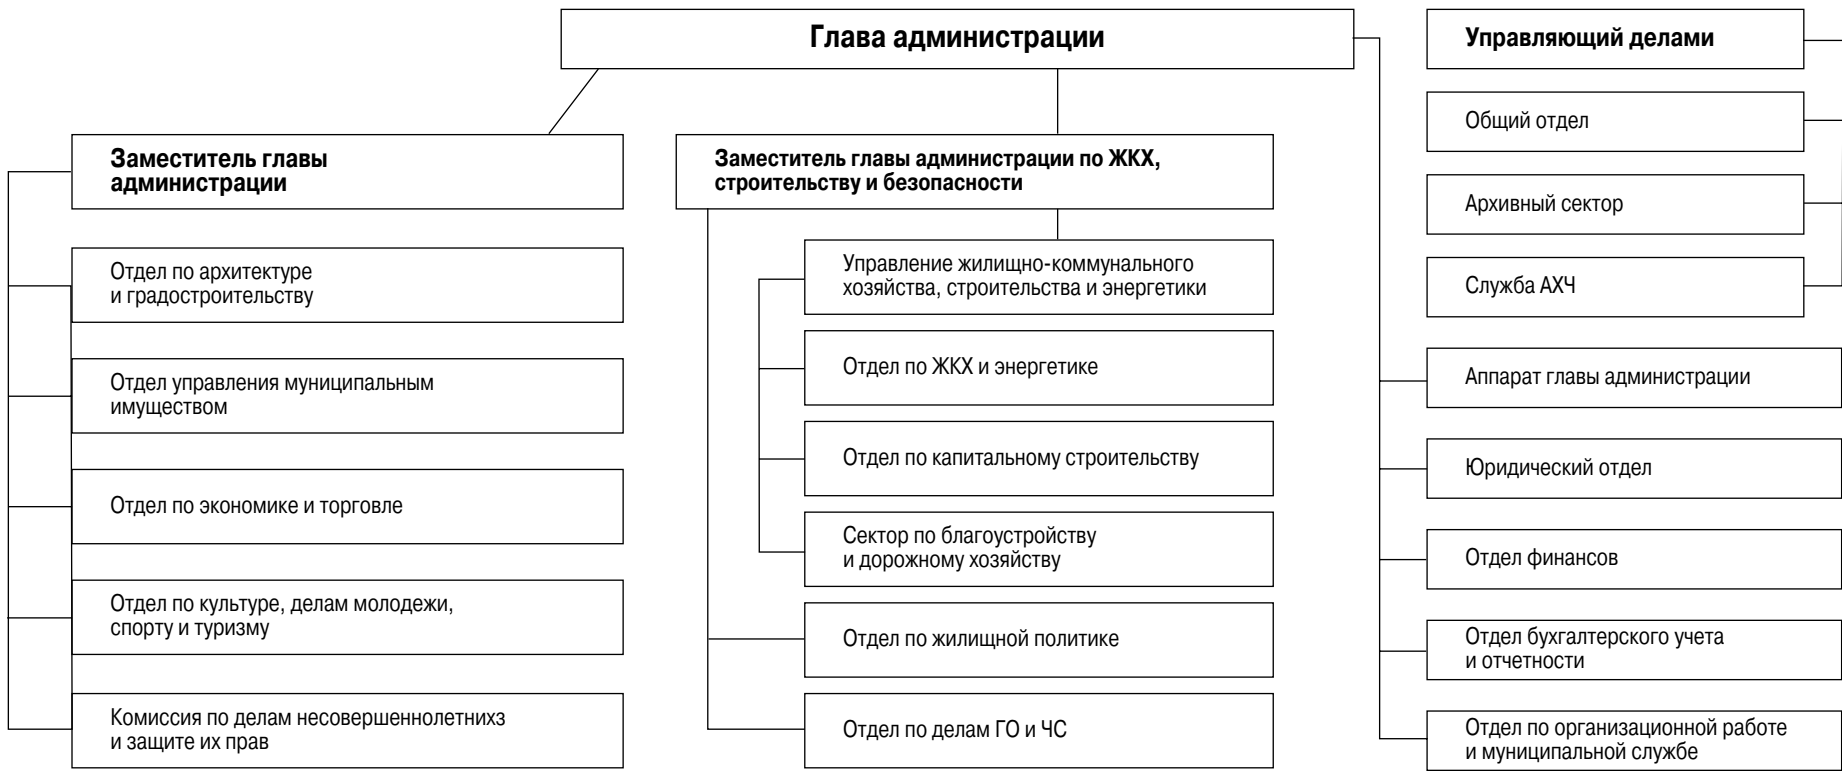 Глава администрации
Заместитель главы
администрации
Отдел по архитектуре
и градостроительству
Отдел управления муниципальным
имуществом
Отдел по экономике и торговле
Отдел по культуре, делам молодежи,
спорту и туризму
Комиссия по делам несовершеннолетнихз
и защите их прав
Заместитель главы администрации по ЖКХ,
строительству и безопасности
Управление жилищно-коммунального
хозяйства, строительства и энергетики
Отдел по ЖКХ и энергетике
Отдел по капитальному строительству
Сектор по благоустройству
и дорожному хозяйству
Отдел по жилищной политике
Отдел по делам ГО и ЧС
Управляющий делами
Общий отдел
Архивный сектор
Служба АХЧ
Аппарат главы администрации
Юридический отдел
Отдел финансов
Отдел бухгалтерского учета
и отчетности
Отдел по организационной работе
и муниципальной службе